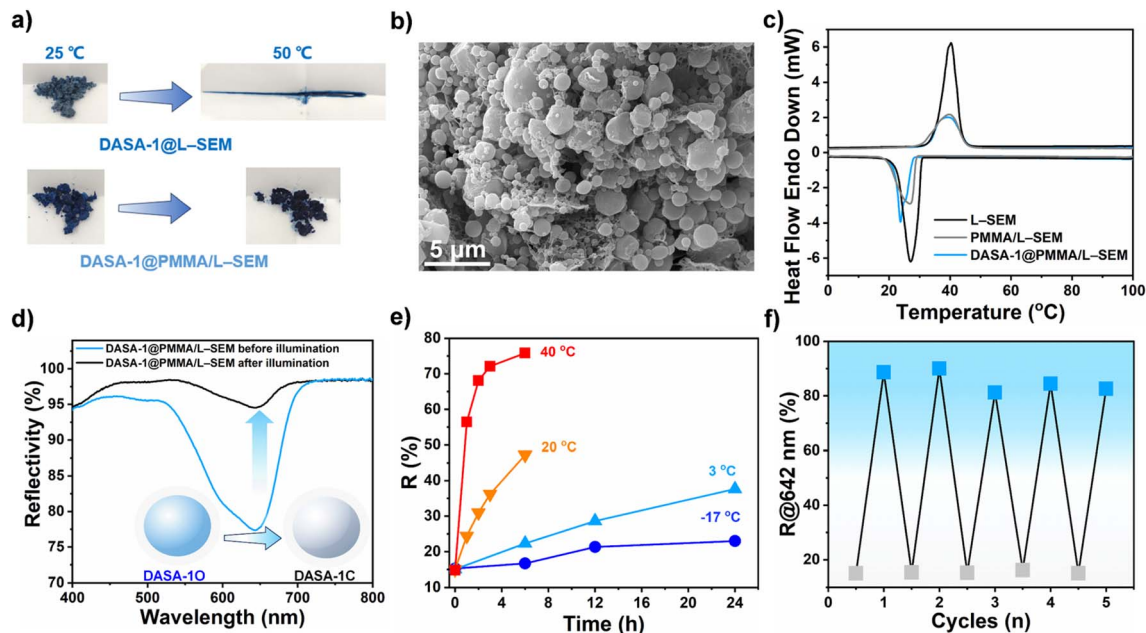 a)
25 ℃
50 ℃
DASA-1@L–SEM
DASA-1@PMMA/L–SEM
b)
5 μm
c)
Heat Flow Endo Down (mW)
6
4
2
0
-2
-4
-6
L–SEM
PMMA/L–SEM
DASA-1@PMMA/L–SEM
0
20
40
60
80
100
Temperature (°C)
d)
Reflectivity (%)
100
95
90
85
80
75
70
DASA-1@PMMA/L–SEM before illumination
DASA-1@PMMA/L–SEM after illumination
DASA-1O
DASA-1C
400
500
600
700
800
Wavelength (nm)
e)
R (%)
80
70
60
50
40
30
20
10
40 °C
20 °C
3 °C
-17 °C
0
4
8
12
16
20
24
Time (h)
f)
R@642 nm (%)
100
80
60
40
20
1
2
3
4
5
Cycles (n)